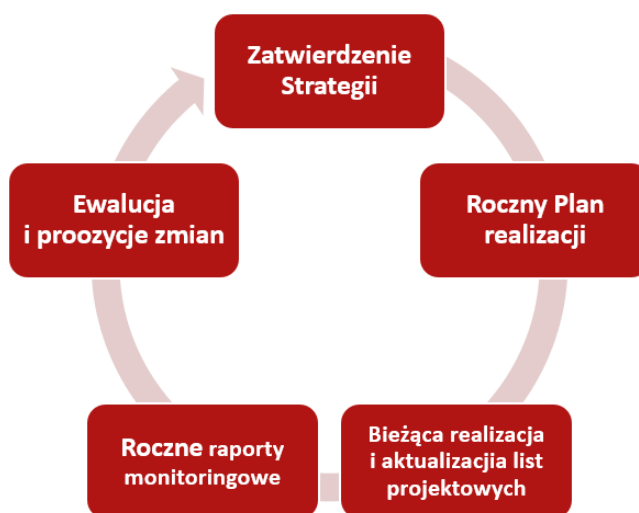 Zatwierdzenie
Strategii
Roczny Plan
realizacji
Bieżąca realizacja
i aktualizacjia list
projektowych
Roczne raporty
monitoringowe
Ewalucja
i proozycje zmian